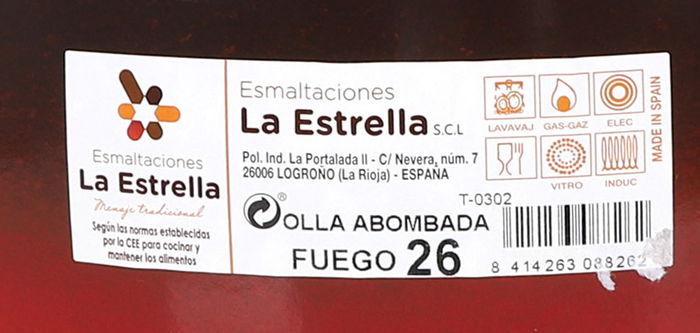 Esmaltaciones
La Estrella
Menaje tradicional
Según las normas establecidas
por la CEE para cocinar y
mantener los alimentos
Esmaltaciones
La Estrella S.C.L
Pol. Ind. La Portalada II - C/ Nevera, núm. 7
26006 LOGROÑO (La Rioja) - ESPAÑA
T-0302
® OLLA ABOMBADA
FUEGO 26
LAVAVAJ GAS-GAZ ELEC
VITRO INDUC
MADE IN SPAIN
8 414263 088262